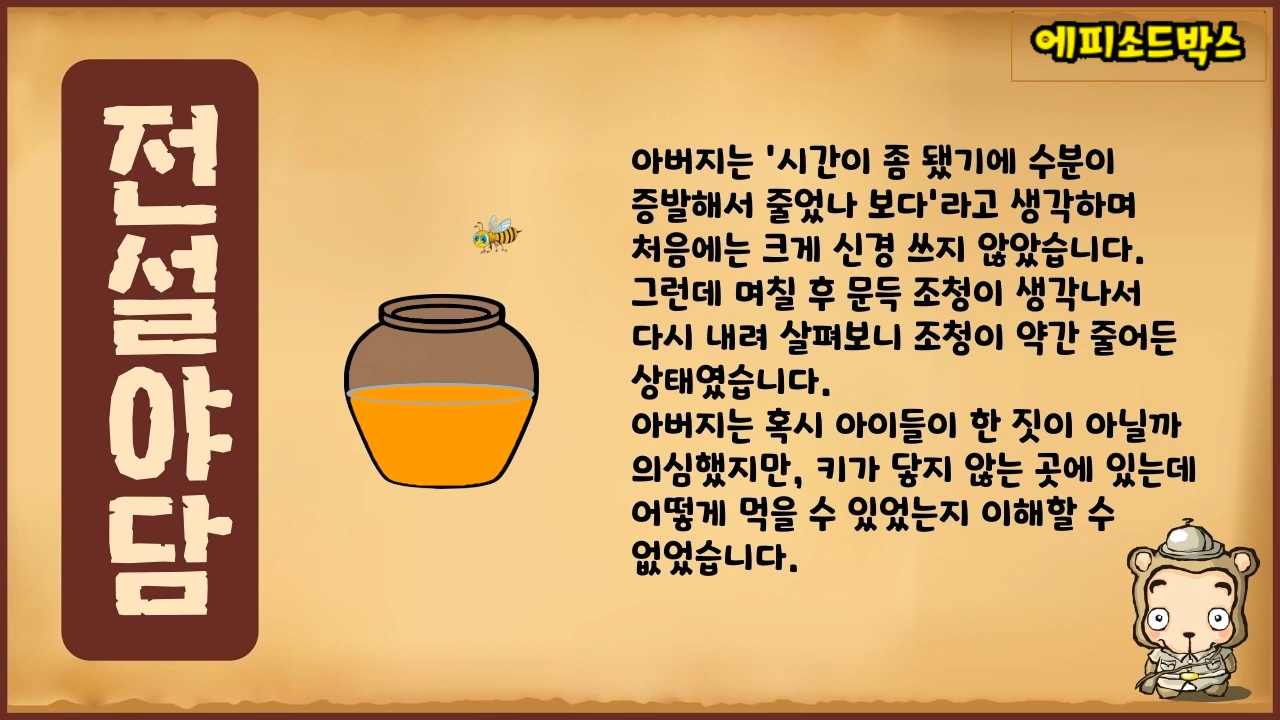 에피소드박스
전설야담
아버지는 '시간이 좀 됐기에 수분이
증발해서 줄었나 보다'라고 생각하며
처음에는 크게 신경 쓰지 않았습니다.
그런데 며칠 후 문득 조청이 생각나서
다시 내려 살펴보니 조청이 약간 줄어든
상태였습니다.
아버지는 혹시 아이들이 한 짓이 아닐까
의심했지만, 키가 닿지 않는 곳에 있는데
어떻게 먹을 수 있었는지 이해할 수
없었습니다.